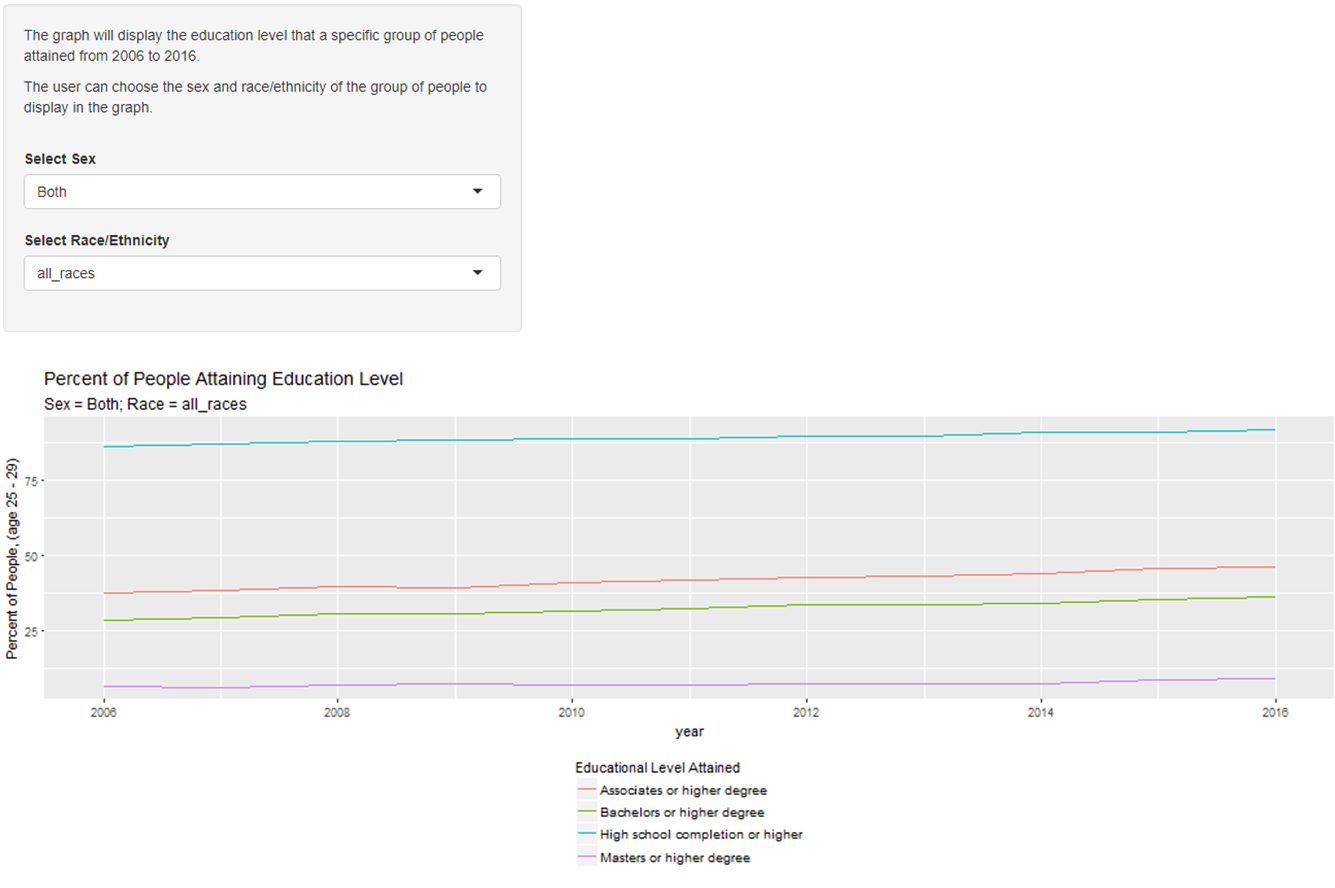 The graph will display the education level that a specific group of people
attained from 2006 to 2016.
The user can choose the sex and race/ethnicity of the group of people to
display in the graph.
Select Sex
Both
Select Race/Ethnicity
all_races
Percent of People Attaining Education Level
Sex = Both; Race = all_races
Percent of People, (age 25 - 29)
75
50
25
2006 2008 2010 2012 2014 2016
year
Educational Level Attained
Associates or higher degree
Bachelors or higher degree
High school completion or higher
Masters or higher degree